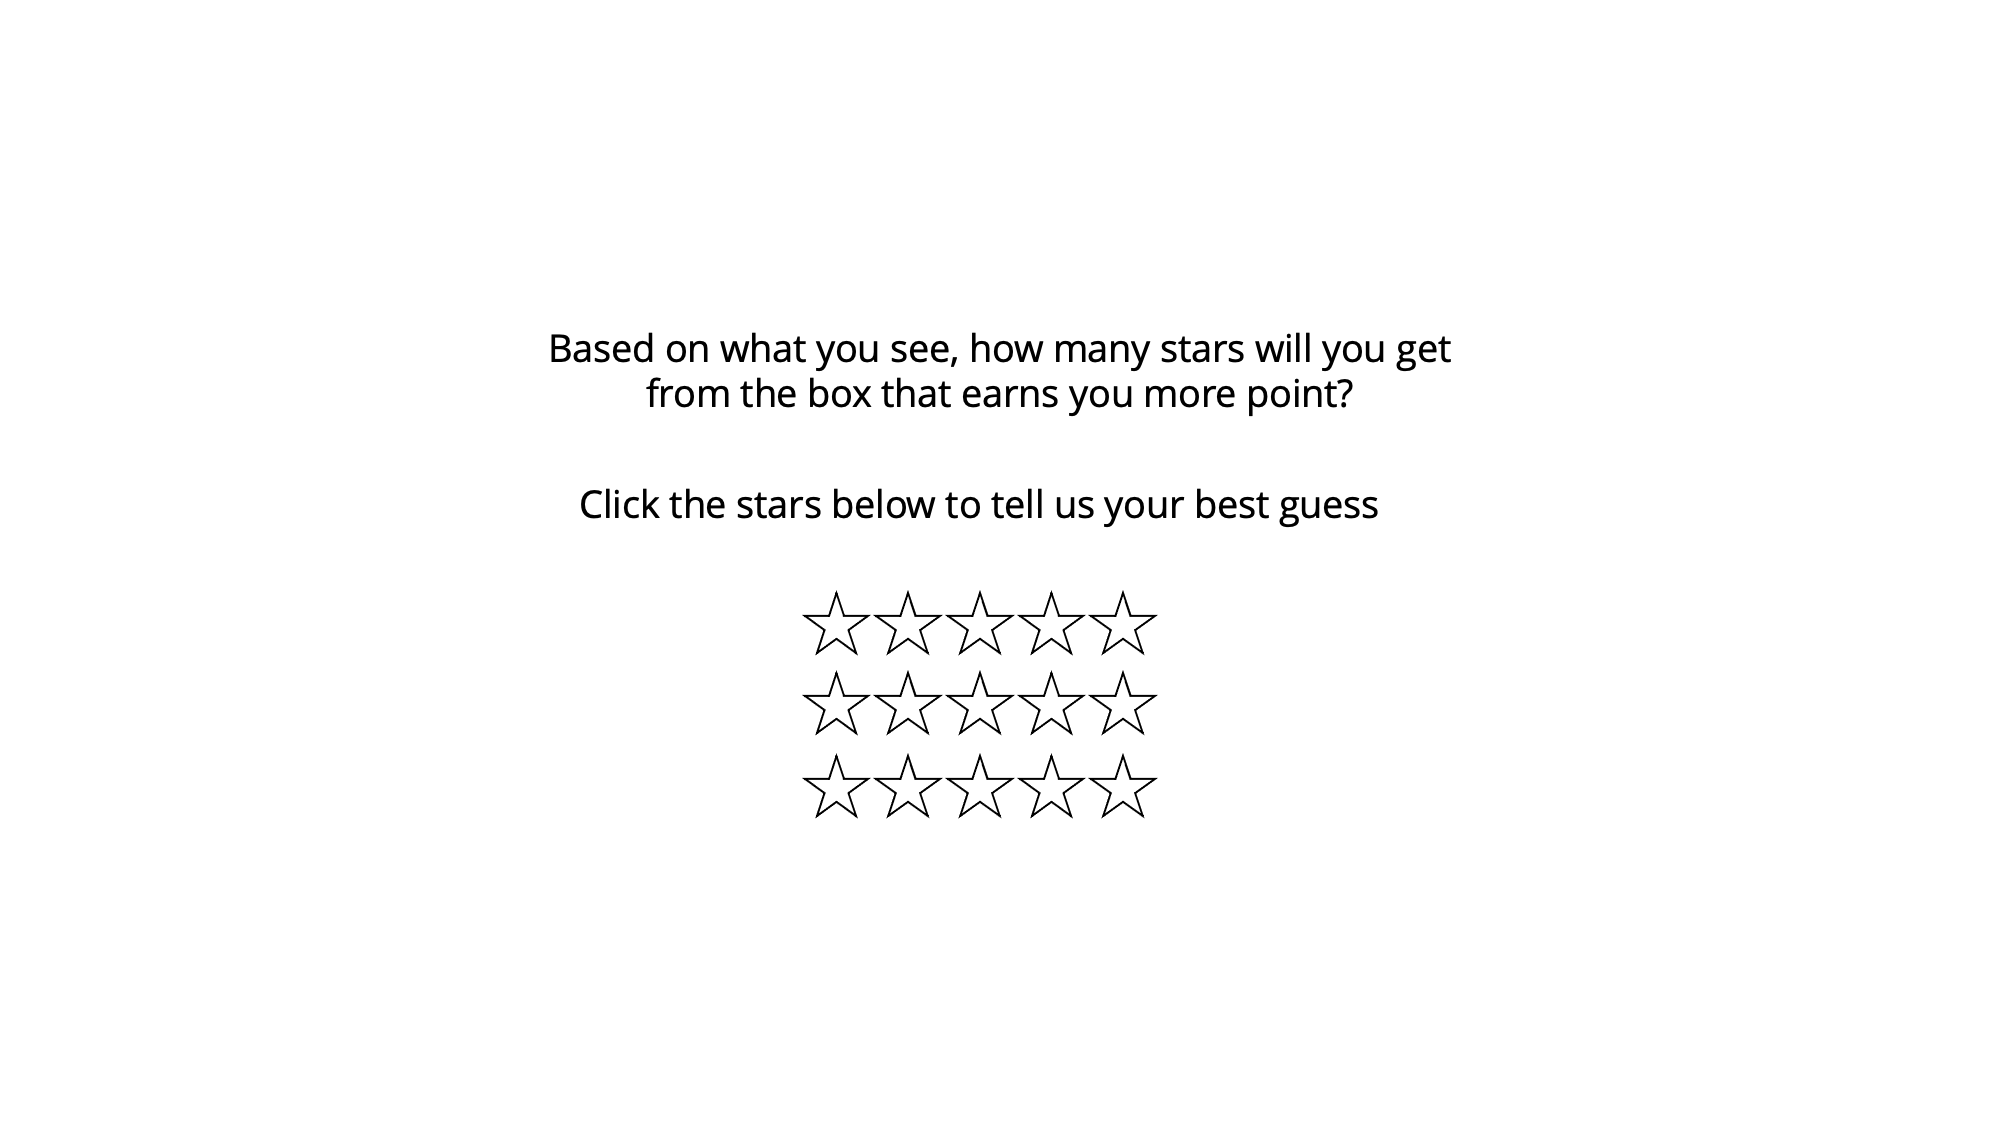 Based on what you see, how many stars will you get
from the box that earns you more point?
Click the stars below to tell us your best guess